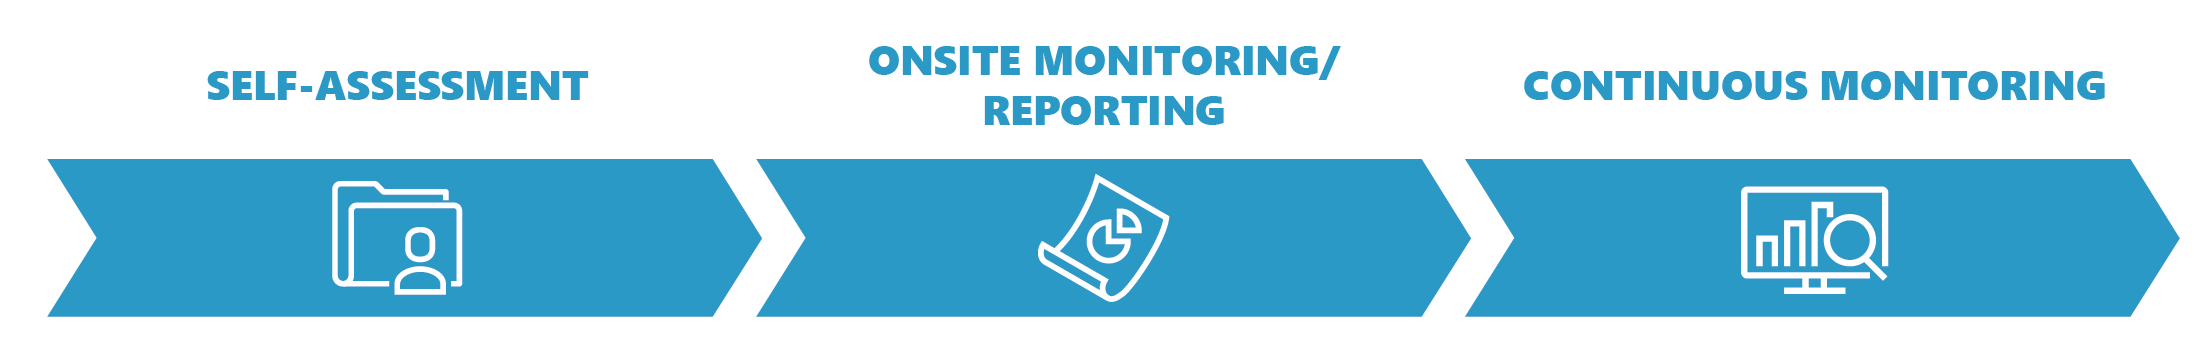 SELF-ASSESSMENT
ONSITE MONITORING/
REPORTING
CONTINUOUS MONITORING